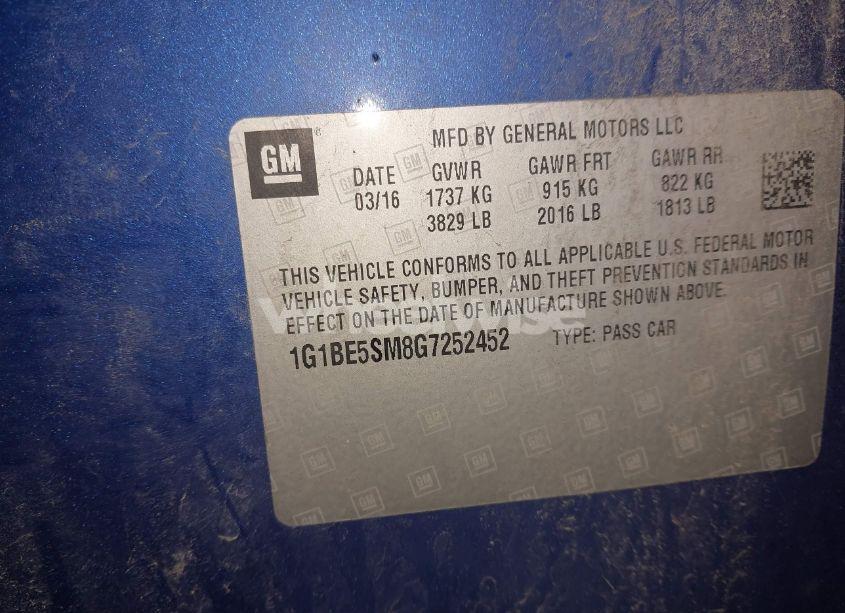 GM
MFD BY GENERAL MOTORS LLC
DATE GVWR GAWR FRT GAWR RR
03/16 1737 KG 915 KG 822 KG
3829 LB 2016 LB 1813 LB
THIS VEHICLE CONFORMS TO ALL APPLICABLE U.S. FEDERAL MOTOR
VEHICLE SAFETY, BUMPER, AND THEFT PREVENTION STANDARDS IN
EFFECT ON THE DATE OF MANUFACTURE SHOWN ABOVE.
1G1BE5SM8G7252452 TYPE: PASS CAR